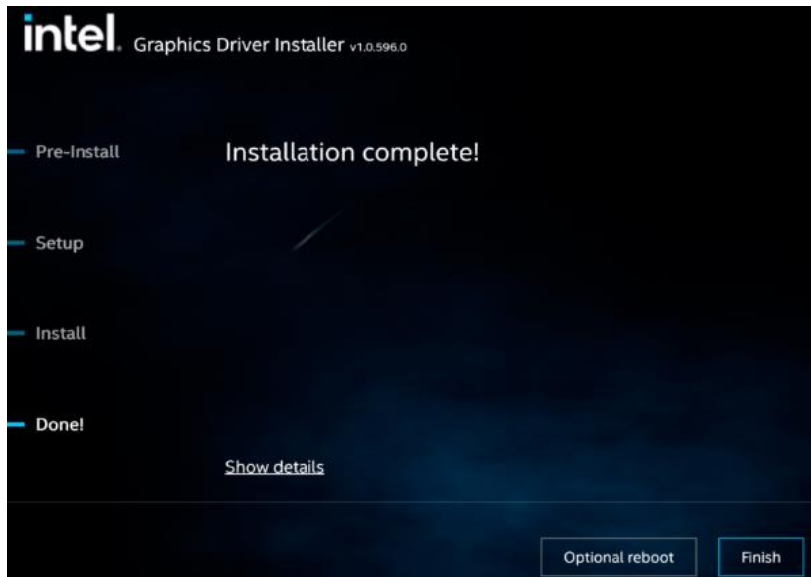 intel. Graphics Driver Installer v1.0.596.0
Pre-Install
Installation complete!
Setup
Install
Done!
Show details
Optional reboot
Finish